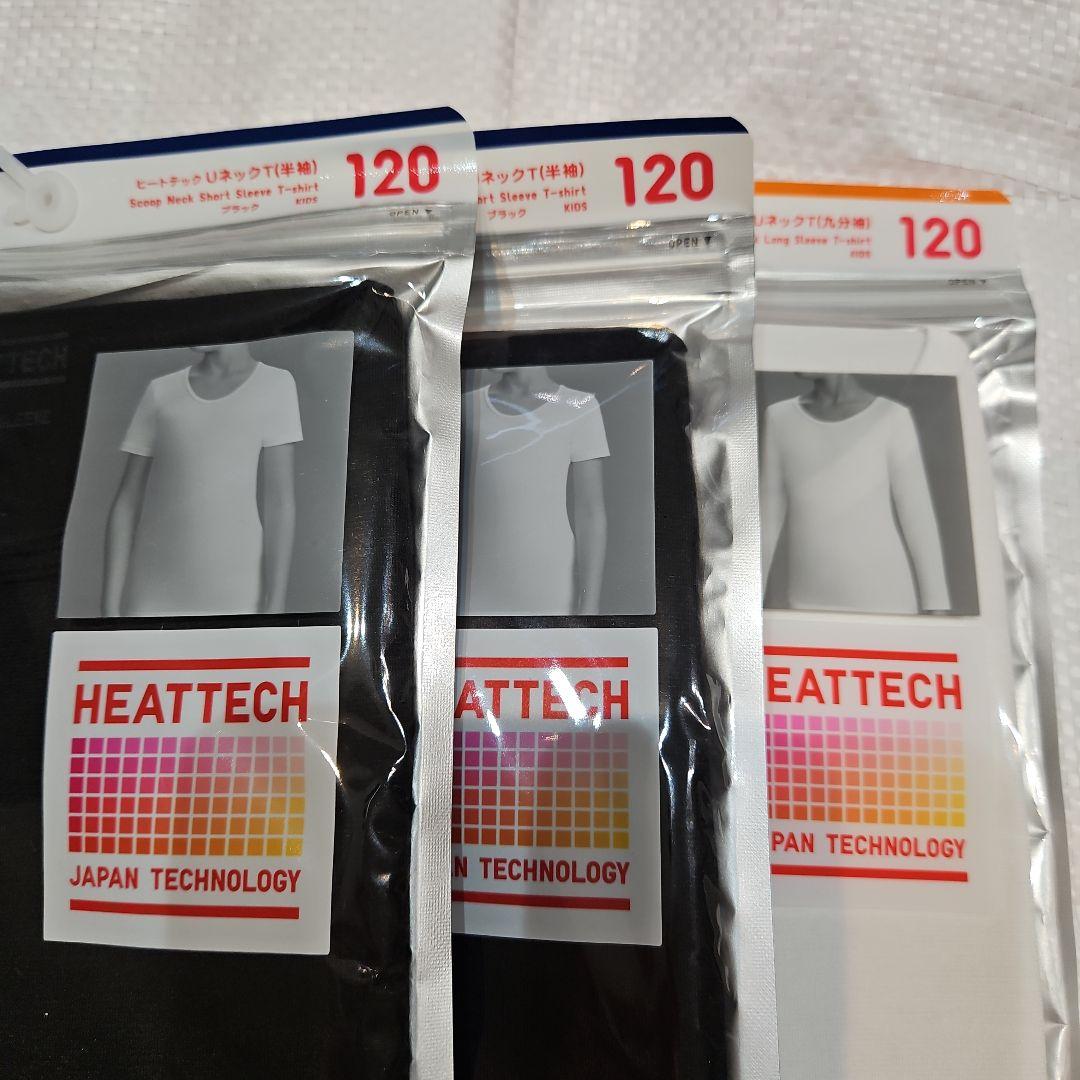 ヒートテック UネックT(半袖)
Scoop Neck Short Sleeve T-shirt
ブラック KIDS
120
OPEN ▼
HEATTECH
JAPAN TECHNOLOGY
ネックT(半袖)
ort Sleeve T-shirt
ブラック KIDS
120
OPEN ▼
ATTECH
N TECHNOLOGY
UネックT(九分袖)
k Long Sleeve T-shirt
KIDS
120
OPEN ▼
EATTECH
PAN TECHNOLOGY
TTECH